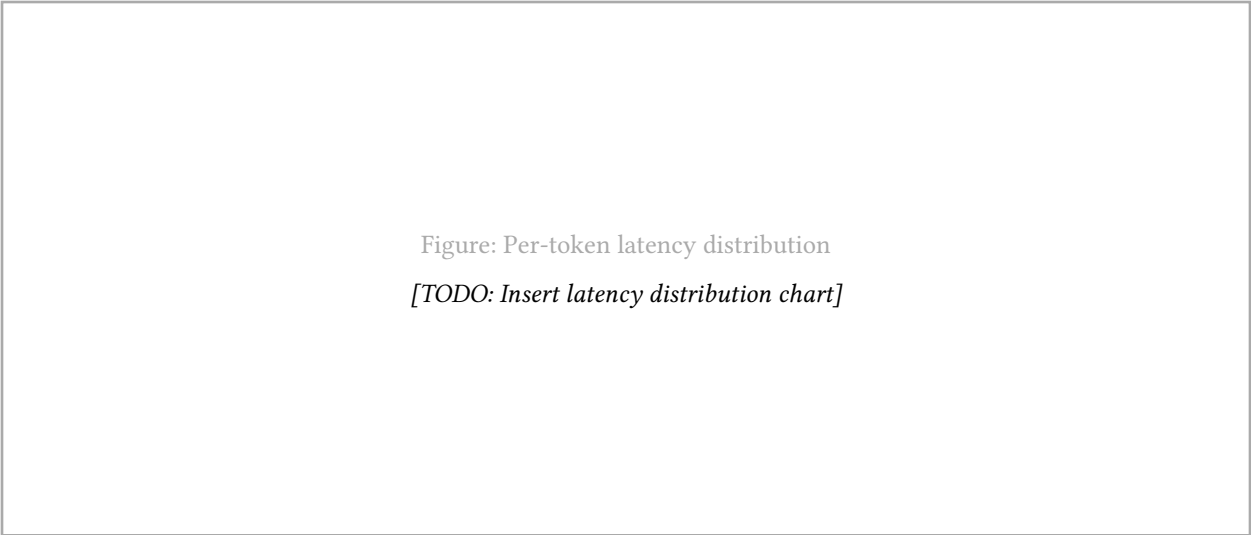 Figure: Per-token latency distribution
[TODO: Insert latency distribution chart]